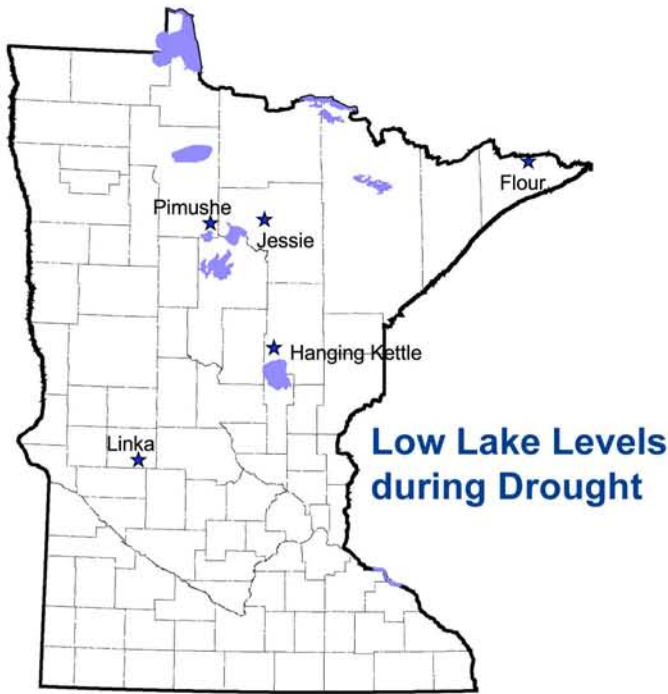 Flour
Pimushe
Jessie
Hanging Kettle
Linka
Low Lake Levels
during Drought